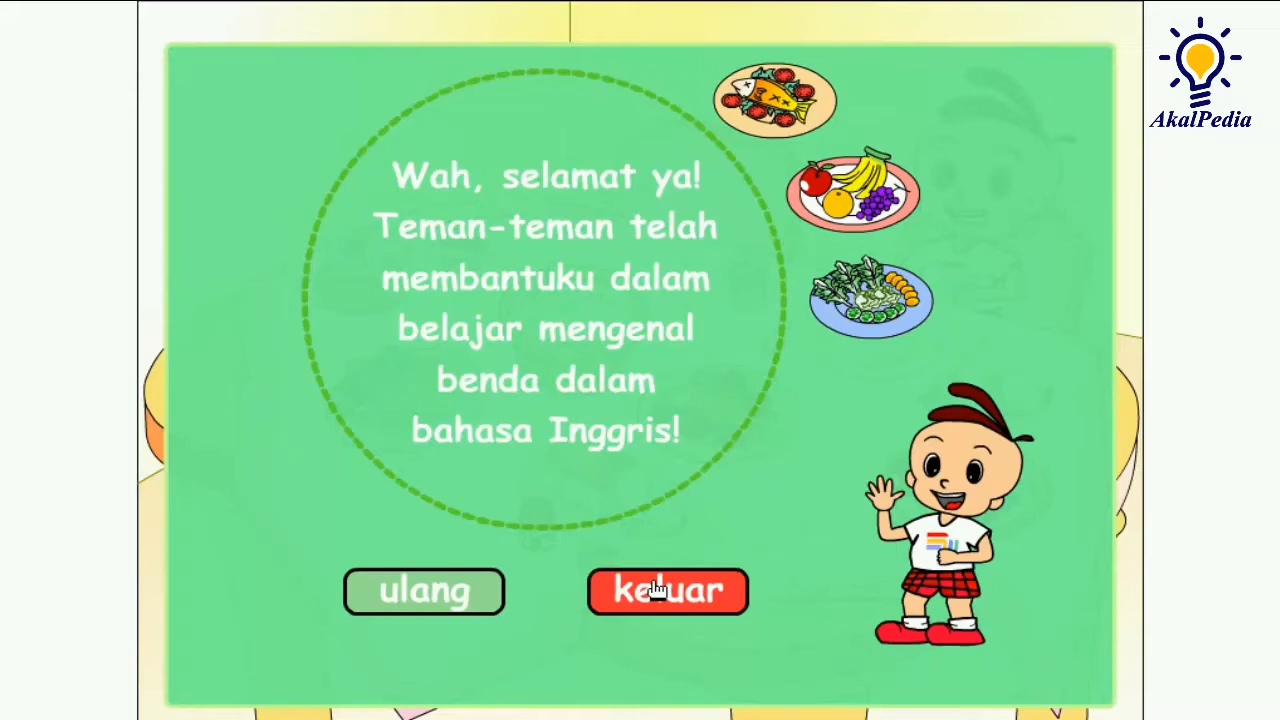 AkalPedia
Wah, selamat ya!
Teman-teman telah
membantuku dalam
belajar mengenal
benda dalam
bahasa Inggris!
ulang
keluar